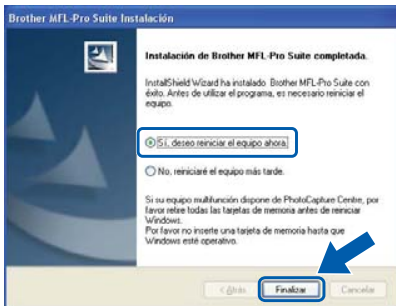 Brother MFL-Pro Suite Instalación
Instalación de Brother MFL-Pro Suite completada.
InstallShield Wizard ha instalado Brother MFL-Pro Suite con
éxito. Antes de utilizar el programa, es necesario reiniciar el
equipo.
Sí, deseo reiniciar el equipo ahora.
No, reiniciaré el equipo más tarde.
Si su equipo multifunción dispone de PhotoCapture Centre, por
favor retire todas las tarjetas de memoria antes de reiniciar
Windows.
Por favor no inserte una tarjeta de memoria hasta que
Windows esté operativo.
< Atrás
Finalizar
Cancelar